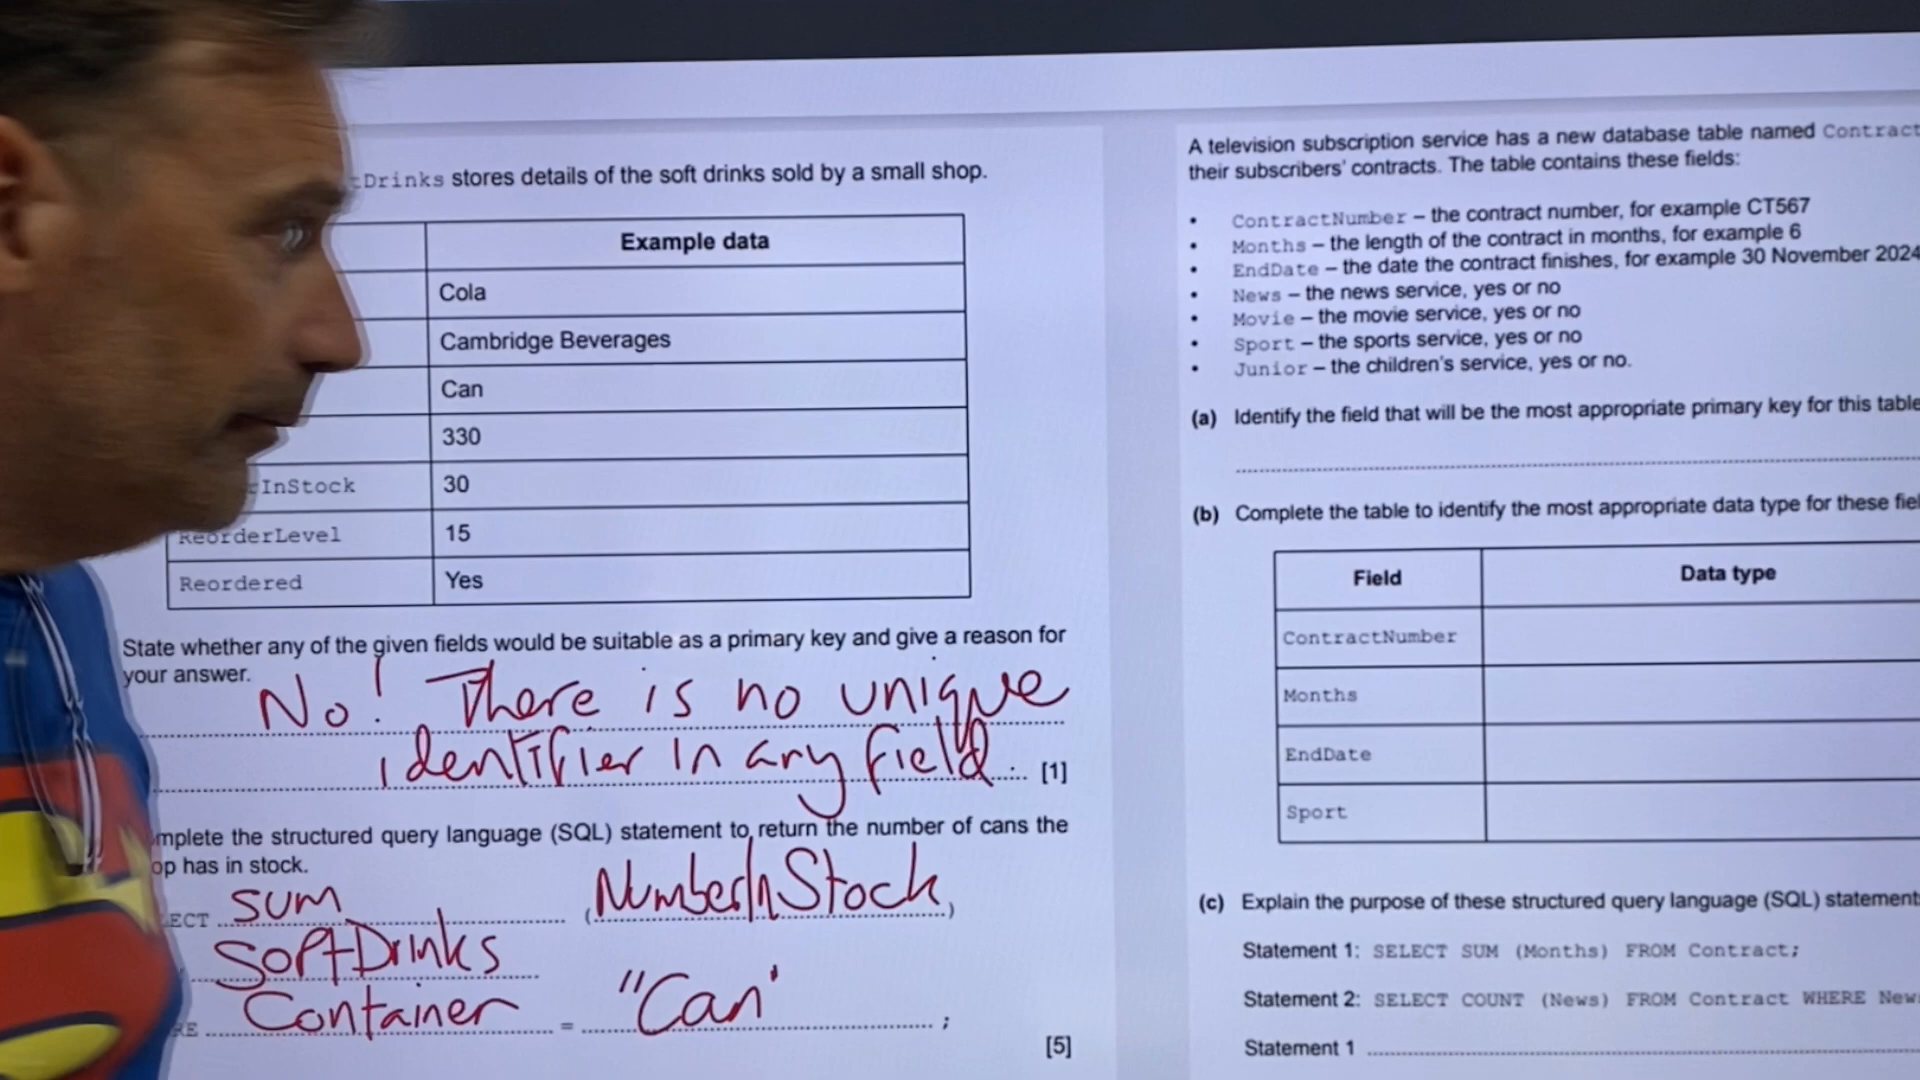 Drinks stores details of the soft drinks sold by a small shop.
Example data
Cola
Cambridge Beverages
Can
330
InStock 30
ReorderLevel 15
Reordered Yes
State whether any of the given fields would be suitable as a primary key and give a reason for
your answer.
No! There is no unique
identifier in any field. [1]
mplete the structured query language (SQL) statement to return the number of cans the
op has in stock.
ECT SUM (NumberInStock)
SoftDrinks
RE Container = "Can' ;
[5]
A television subscription service has a new database table named Contract
their subscribers' contracts. The table contains these fields:
• ContractNumber – the contract number, for example CT567
• Months – the length of the contract in months, for example 6
• EndDate – the date the contract finishes, for example 30 November 2024
• News – the news service, yes or no
• Movie – the movie service, yes or no
• Sport – the sports service, yes or no
• Junior – the children's service, yes or no.
(a) Identify the field that will be the most appropriate primary key for this table
(b) Complete the table to identify the most appropriate data type for these fiel
Field Data type
ContractNumber
Months
EndDate
Sport
(c) Explain the purpose of these structured query language (SQL) statement
Statement 1: SELECT SUM (Months) FROM Contract;
Statement 2: SELECT COUNT (News) FROM Contract WHERE New
Statement 1